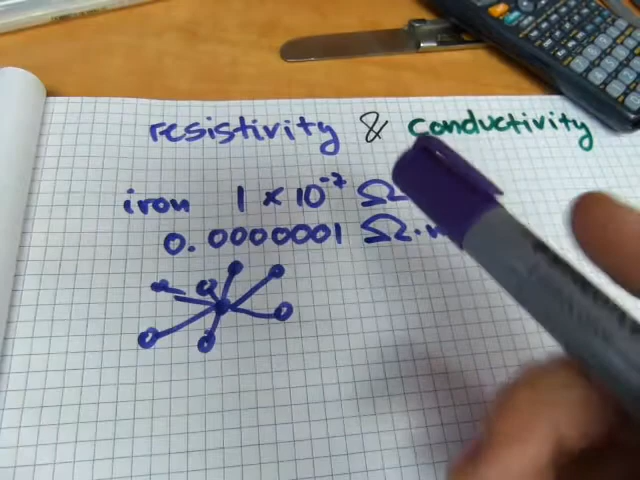 resistivity & conductivity
iron 1 × 10⁻⁷ Ω
0.0000001 Ω·